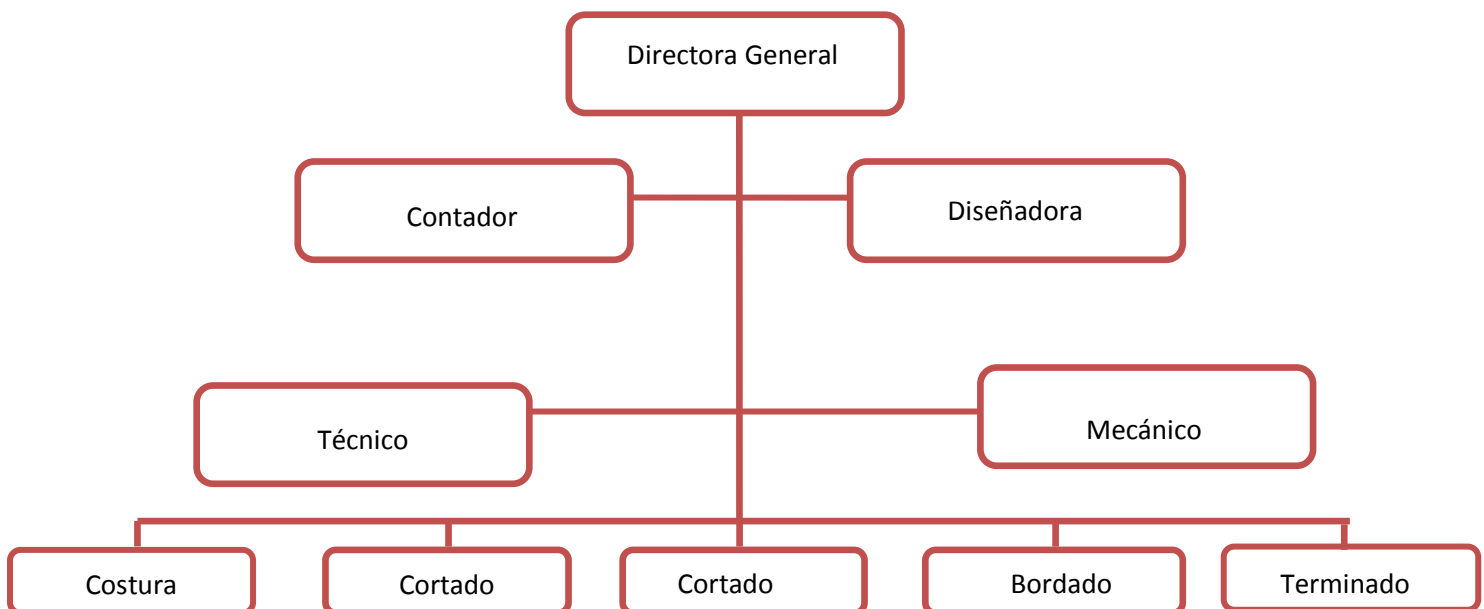 Directora General
Contador
Diseñadora
Técnico
Mecánico
Costura
Cortado
Cortado
Bordado
Terminado